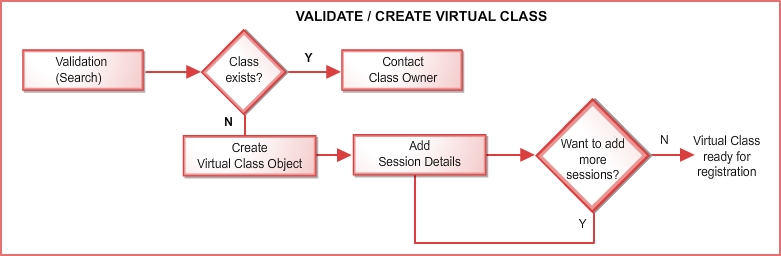 VALIDATE / CREATE VIRTUAL CLASS
Validation
(Search)
Class
exists?
Y
Contact
Class Owner
N
Create
Virtual Class Object
Add
Session Details
Want to add
more
sessions?
N
Virtual Class
ready for
registration
Y